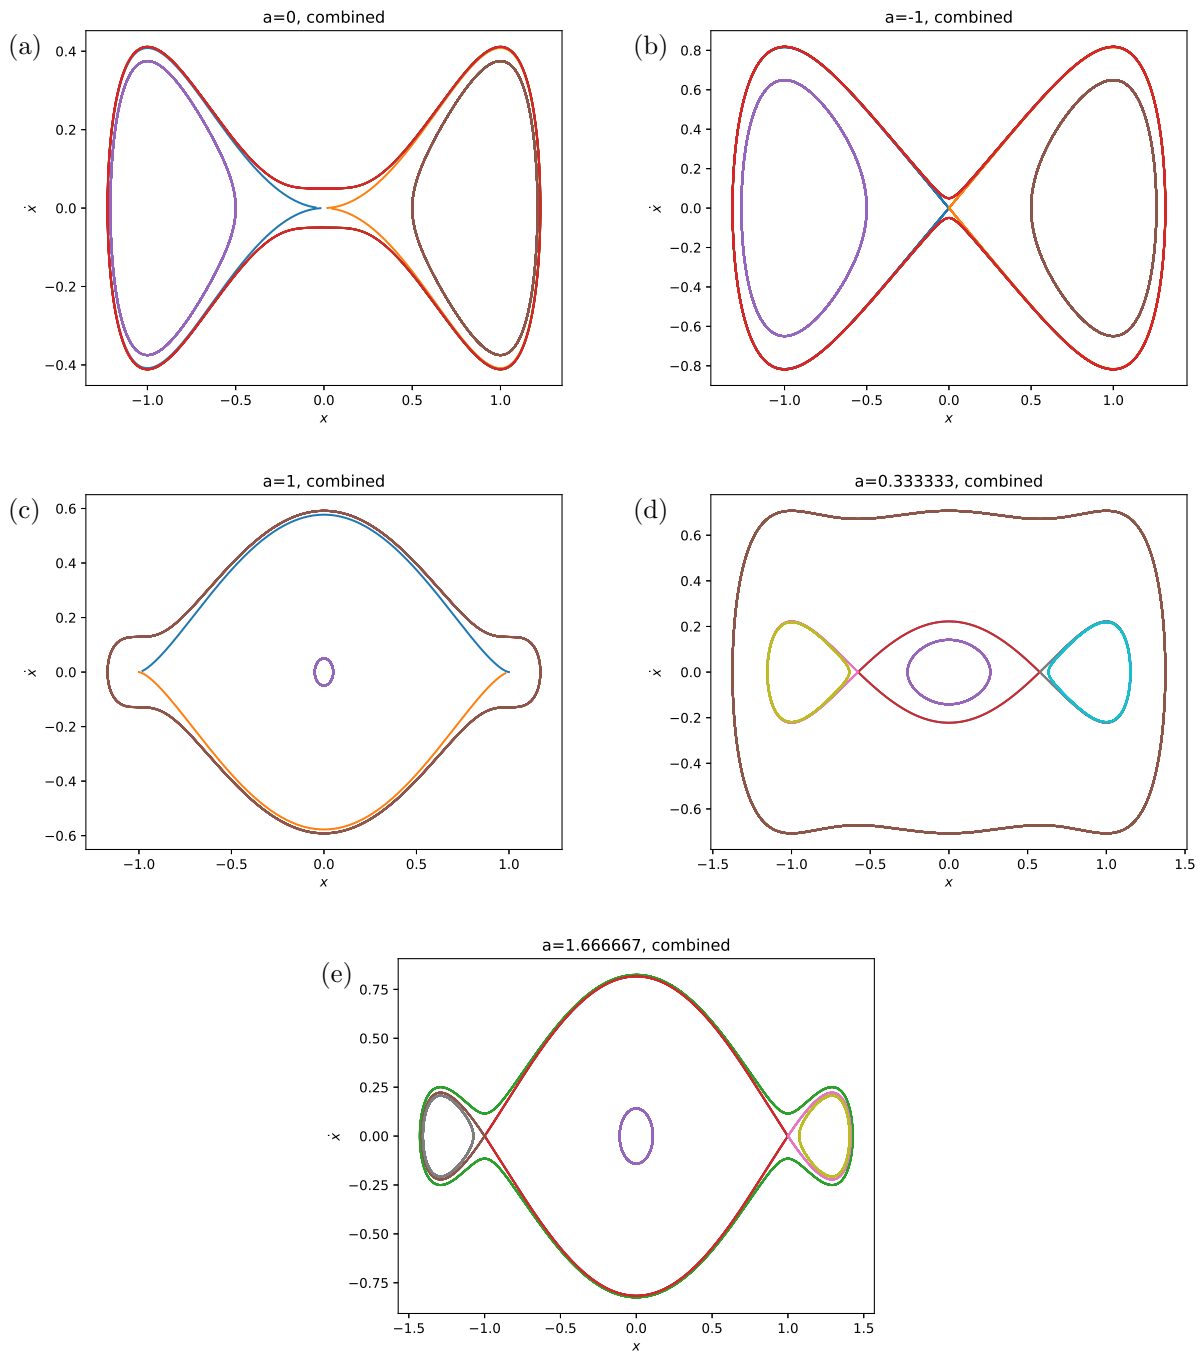 (a)
a=0, combined
0.4
0.2
0.0
−0.2
−0.4
ẋ
−1.0 −0.5 0.0 0.5 1.0
x
(b)
a=-1, combined
0.8
0.6
0.4
0.2
0.0
−0.2
−0.4
−0.6
−0.8
ẋ
−1.0 −0.5 0.0 0.5 1.0
x
(c)
a=1, combined
0.6
0.4
0.2
0.0
−0.2
−0.4
−0.6
ẋ
−1.0 −0.5 0.0 0.5 1.0
x
(d)
a=0.333333, combined
0.6
0.4
0.2
0.0
−0.2
−0.4
−0.6
ẋ
−1.5 −1.0 −0.5 0.0 0.5 1.0 1.5
x
(e)
a=1.666667, combined
0.75
0.50
0.25
0.00
−0.25
−0.50
−0.75
ẋ
−1.5 −1.0 −0.5 0.0 0.5 1.0 1.5
x